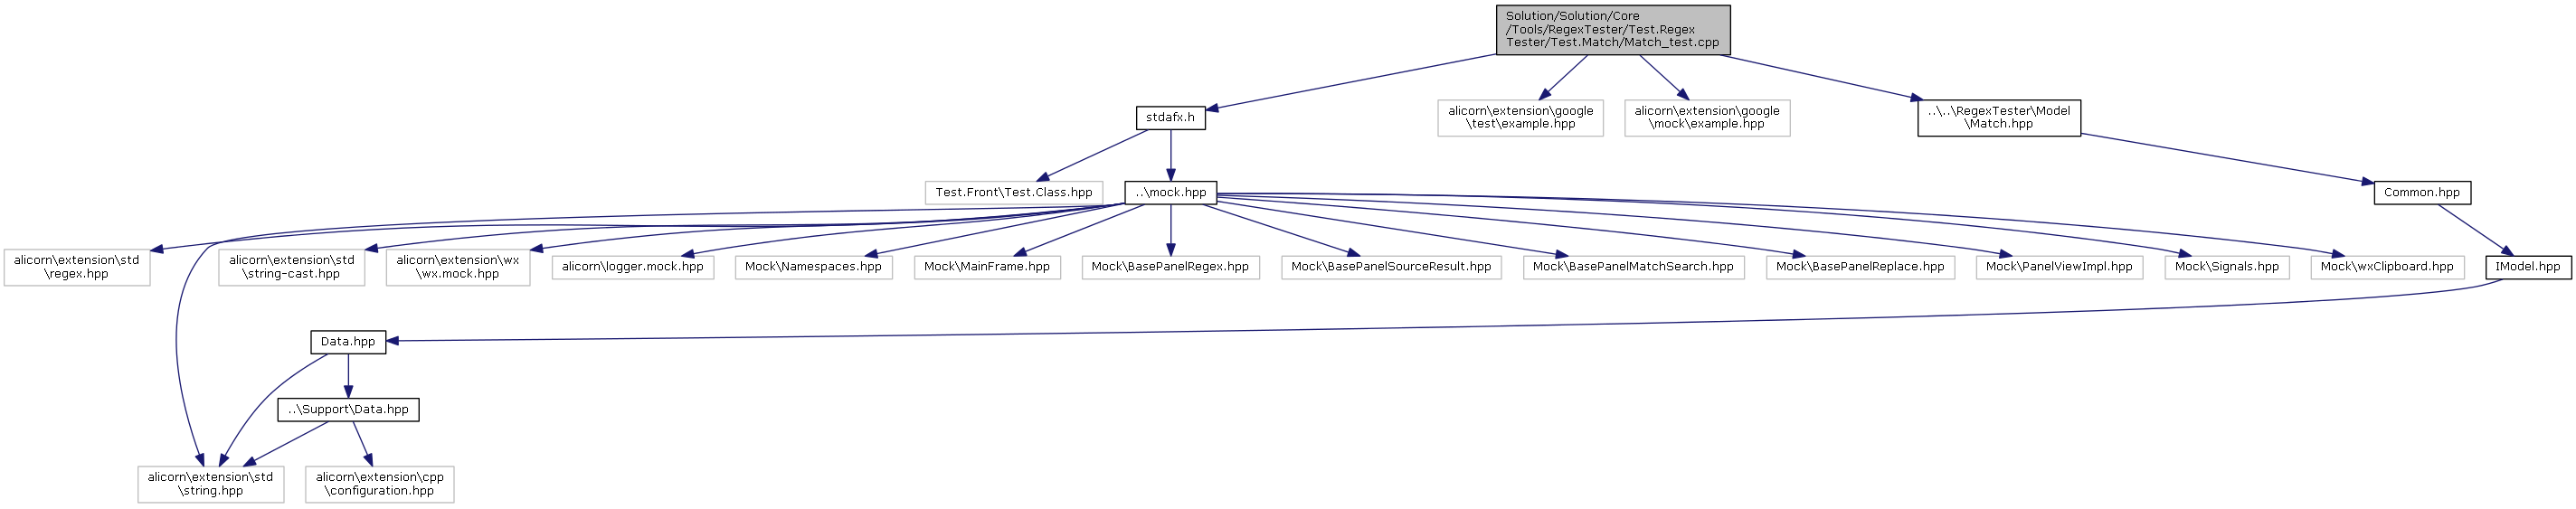 Solution/Solution/Core
/Tools/RegexTester/Test.Regex
Tester/Test.Match/Match_test.cpp
stdafx.h
alicorn\extension\google
\test\example.hpp
alicorn\extension\google
\mock\example.hpp
..\..\RegexTester\Model
\Match.hpp
Test.Front\Test.Class.hpp
..\mock.hpp
Common.hpp
alicorn\extension\std
\regex.hpp
alicorn\extension\std
\string-cast.hpp
alicorn\extension\wx
\wx.mock.hpp
alicorn\logger.mock.hpp
Mock\Namespaces.hpp
Mock\MainFrame.hpp
Mock\BasePanelRegex.hpp
Mock\BasePanelSourceResult.hpp
Mock\BasePanelMatchSearch.hpp
Mock\BasePanelReplace.hpp
Mock\PanelViewImpl.hpp
Mock\Signals.hpp
Mock\wxClipboard.hpp
IModel.hpp
Data.hpp
..\Support\Data.hpp
alicorn\extension\std
\string.hpp
alicorn\extension\cpp
\configuration.hpp